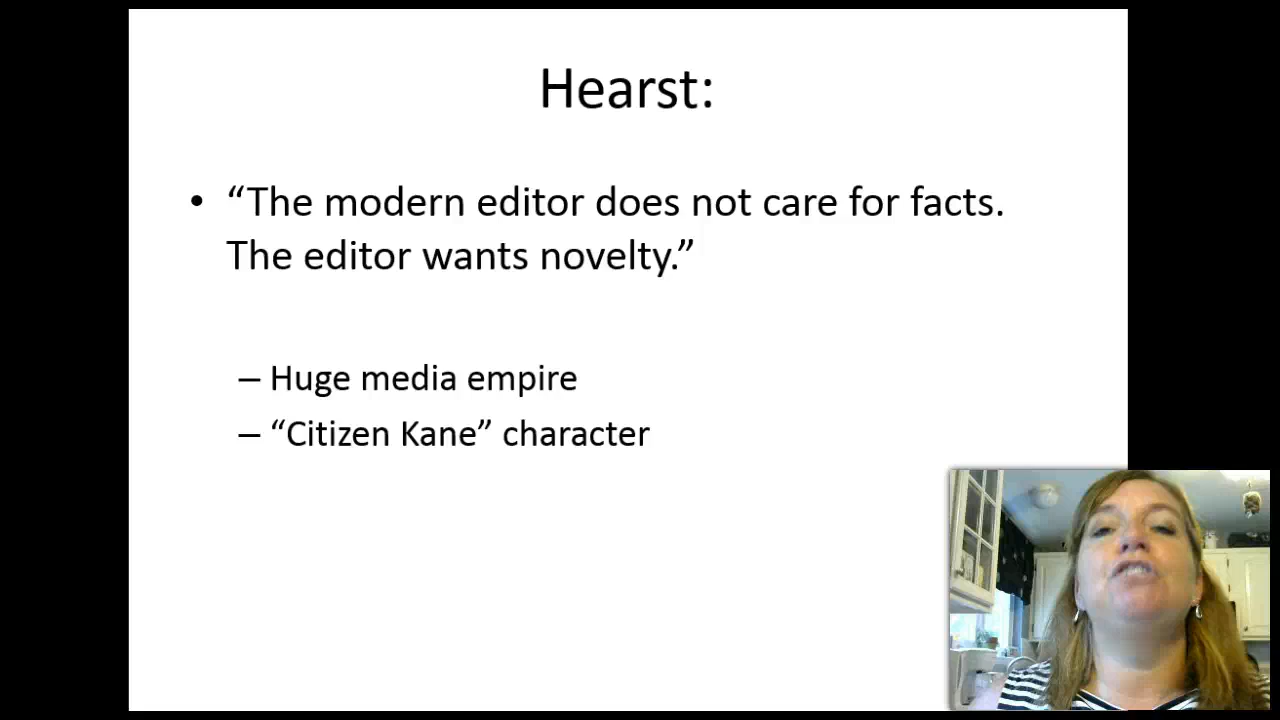 Hearst:
• “The modern editor does not care for facts.
The editor wants novelty.”
– Huge media empire
– “Citizen Kane” character